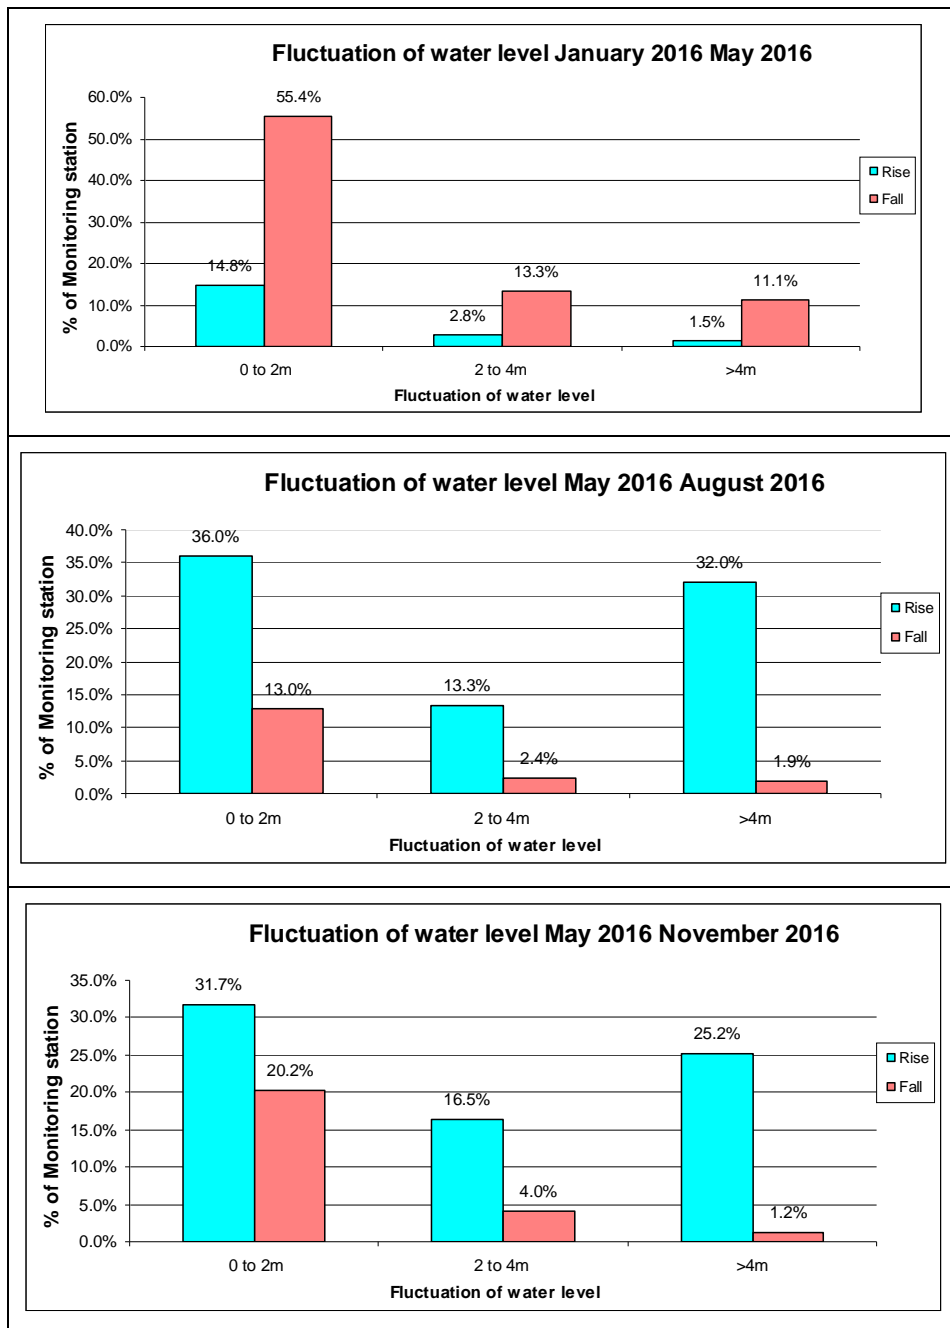 Fluctuation of water level January 2016 May 2016
60.0%
50.0%
40.0%
30.0%
20.0%
10.0%
0.0%
% of Monitoring station
14.8%
55.4%
2.8%
13.3%
1.5%
11.1%
0 to 2m
2 to 4m
>4m
Fluctuation of water level
Rise
Fall
Fluctuation of water level May 2016 August 2016
40.0%
35.0%
30.0%
25.0%
20.0%
15.0%
10.0%
5.0%
0.0%
% of Monitoring station
36.0%
13.0%
13.3%
2.4%
32.0%
1.9%
0 to 2m
2 to 4m
>4m
Fluctuation of water level
Rise
Fall
Fluctuation of water level May 2016 November 2016
35.0%
30.0%
25.0%
20.0%
15.0%
10.0%
5.0%
0.0%
% of Monitoring station
31.7%
20.2%
16.5%
4.0%
25.2%
1.2%
0 to 2m
2 to 4m
>4m
Fluctuation of water level
Rise
Fall